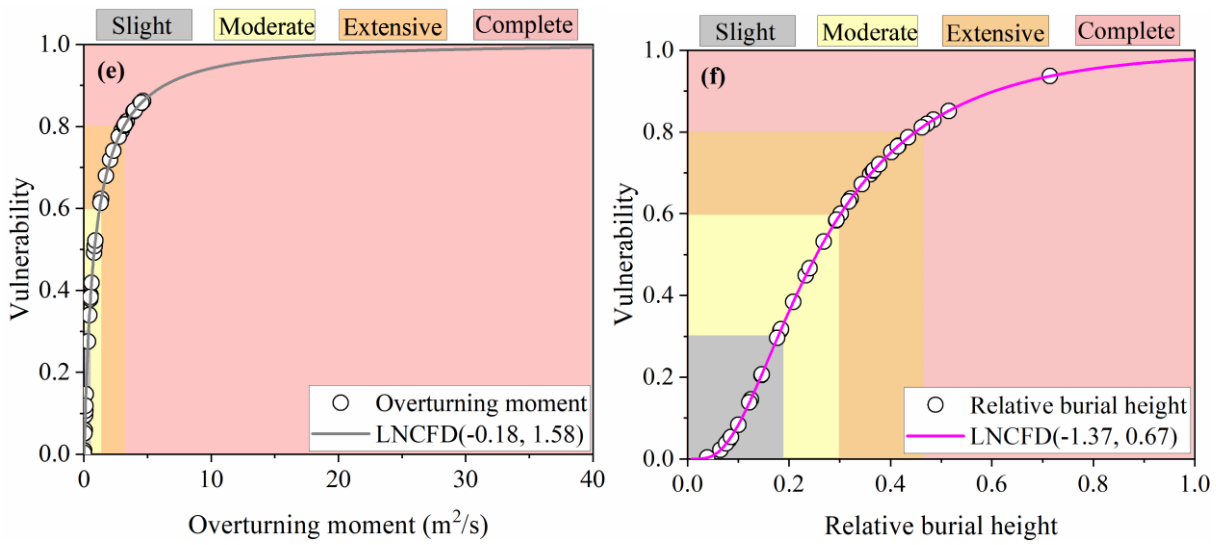 Slight Moderate Extensive Complete
(e)
1.0
0.8
0.6
0.4
0.2
0.0
Vulnerability
Overturning moment
LNCFD(-0.18, 1.58)
0 10 20 30 40
Overturning moment (m²/s)
Slight Moderate Extensive Complete
(f)
1.0
0.8
0.6
0.4
0.2
0.0
Vulnerability
Relative burial height
LNCFD(-1.37, 0.67)
0.0 0.2 0.4 0.6 0.8 1.0
Relative burial height